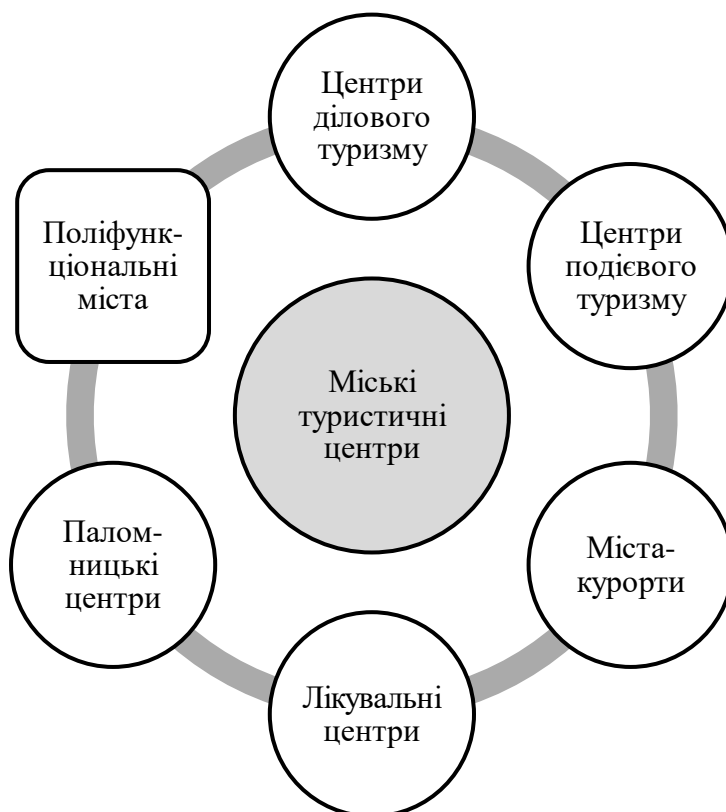 Центри
ділового
туризму
Центри
подієвого
туризму
Міста-
курорти
Лікувальні
центри
Палом-
ницькі
центри
Поліфунк-
ціональні
міста
Міські
туристичні
центри